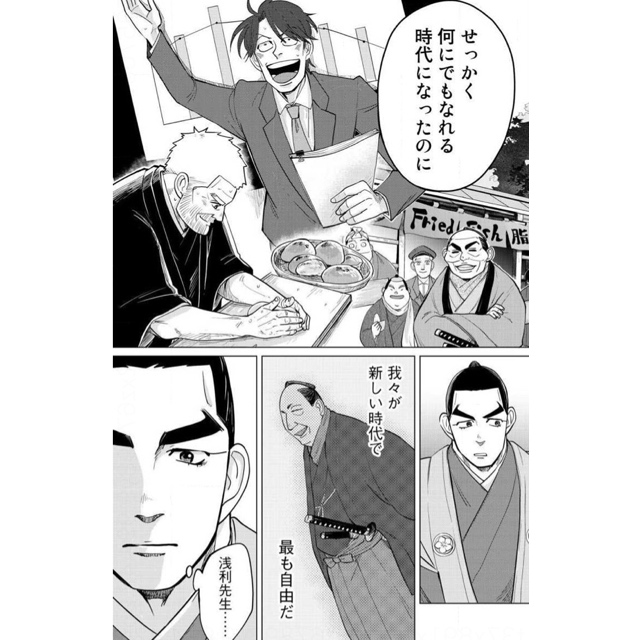 せっかく
何にでもなれる
時代になったのに
Fried Fish
脂
我々が
新しい時代で
最も自由だ
浅利先生……